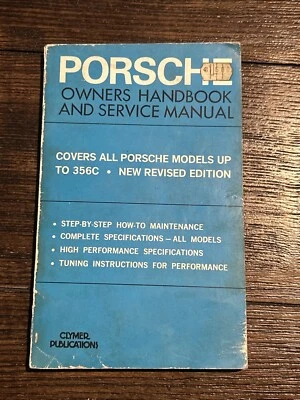 PORSCHE
OWNERS HANDBOOK
AND SERVICE MANUAL
COVERS ALL PORSCHE MODELS UP
TO 356C • NEW REVISED EDITION
• STEP-BY-STEP HOW-TO MAINTENANCE
• COMPLETE SPECIFICATIONS — ALL MODELS
• HIGH PERFORMANCE SPECIFICATIONS
• TUNING INSTRUCTIONS FOR PERFORMANCE
CLYMER
PUBLICATIONS